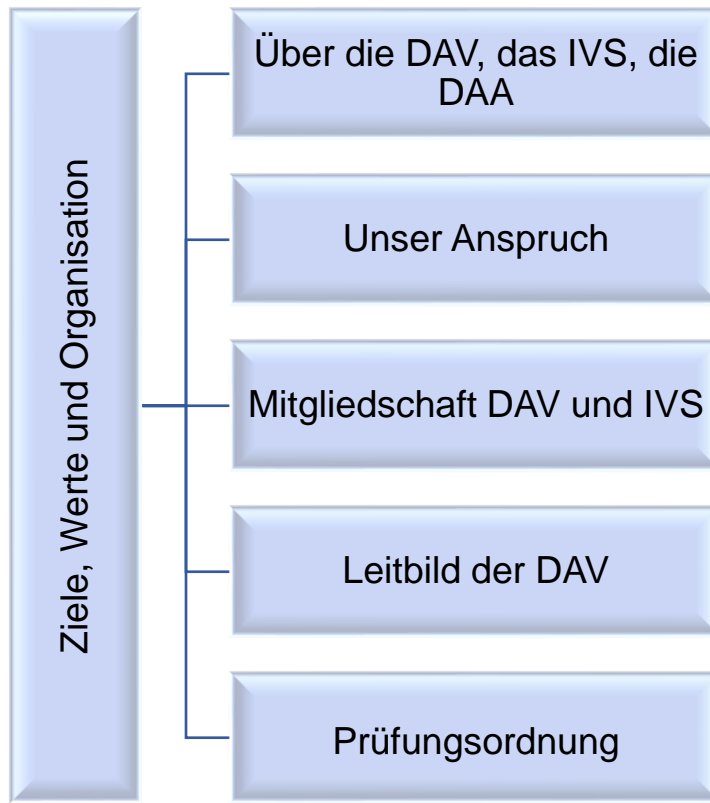 Ziele, Werte und Organisation
Über die DAV, das IVS, die
DAA
Unser Anspruch
Mitgliedschaft DAV und IVS
Leitbild der DAV
Prüfungsordnung